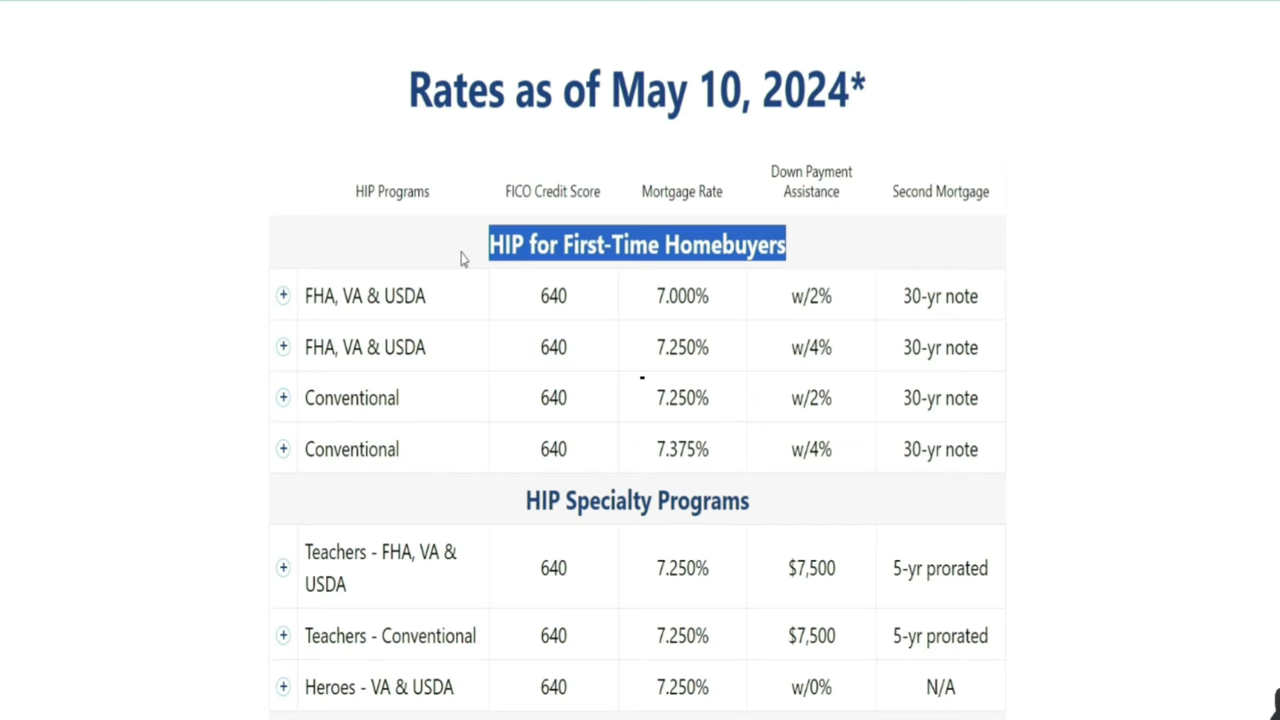 Rates as of May 10, 2024*
HIP Programs FICO Credit Score Mortgage Rate Down Payment Assistance Second Mortgage
HIP for First-Time Homebuyers
FHA, VA & USDA 640 7.000% w/2% 30-yr note
FHA, VA & USDA 640 7.250% w/4% 30-yr note
Conventional 640 7.250% w/2% 30-yr note
Conventional 640 7.375% w/4% 30-yr note
HIP Specialty Programs
Teachers - FHA, VA & USDA 640 7.250% $7,500 5-yr prorated
Teachers - Conventional 640 7.250% $7,500 5-yr prorated
Heroes - VA & USDA 640 7.250% w/0% N/A